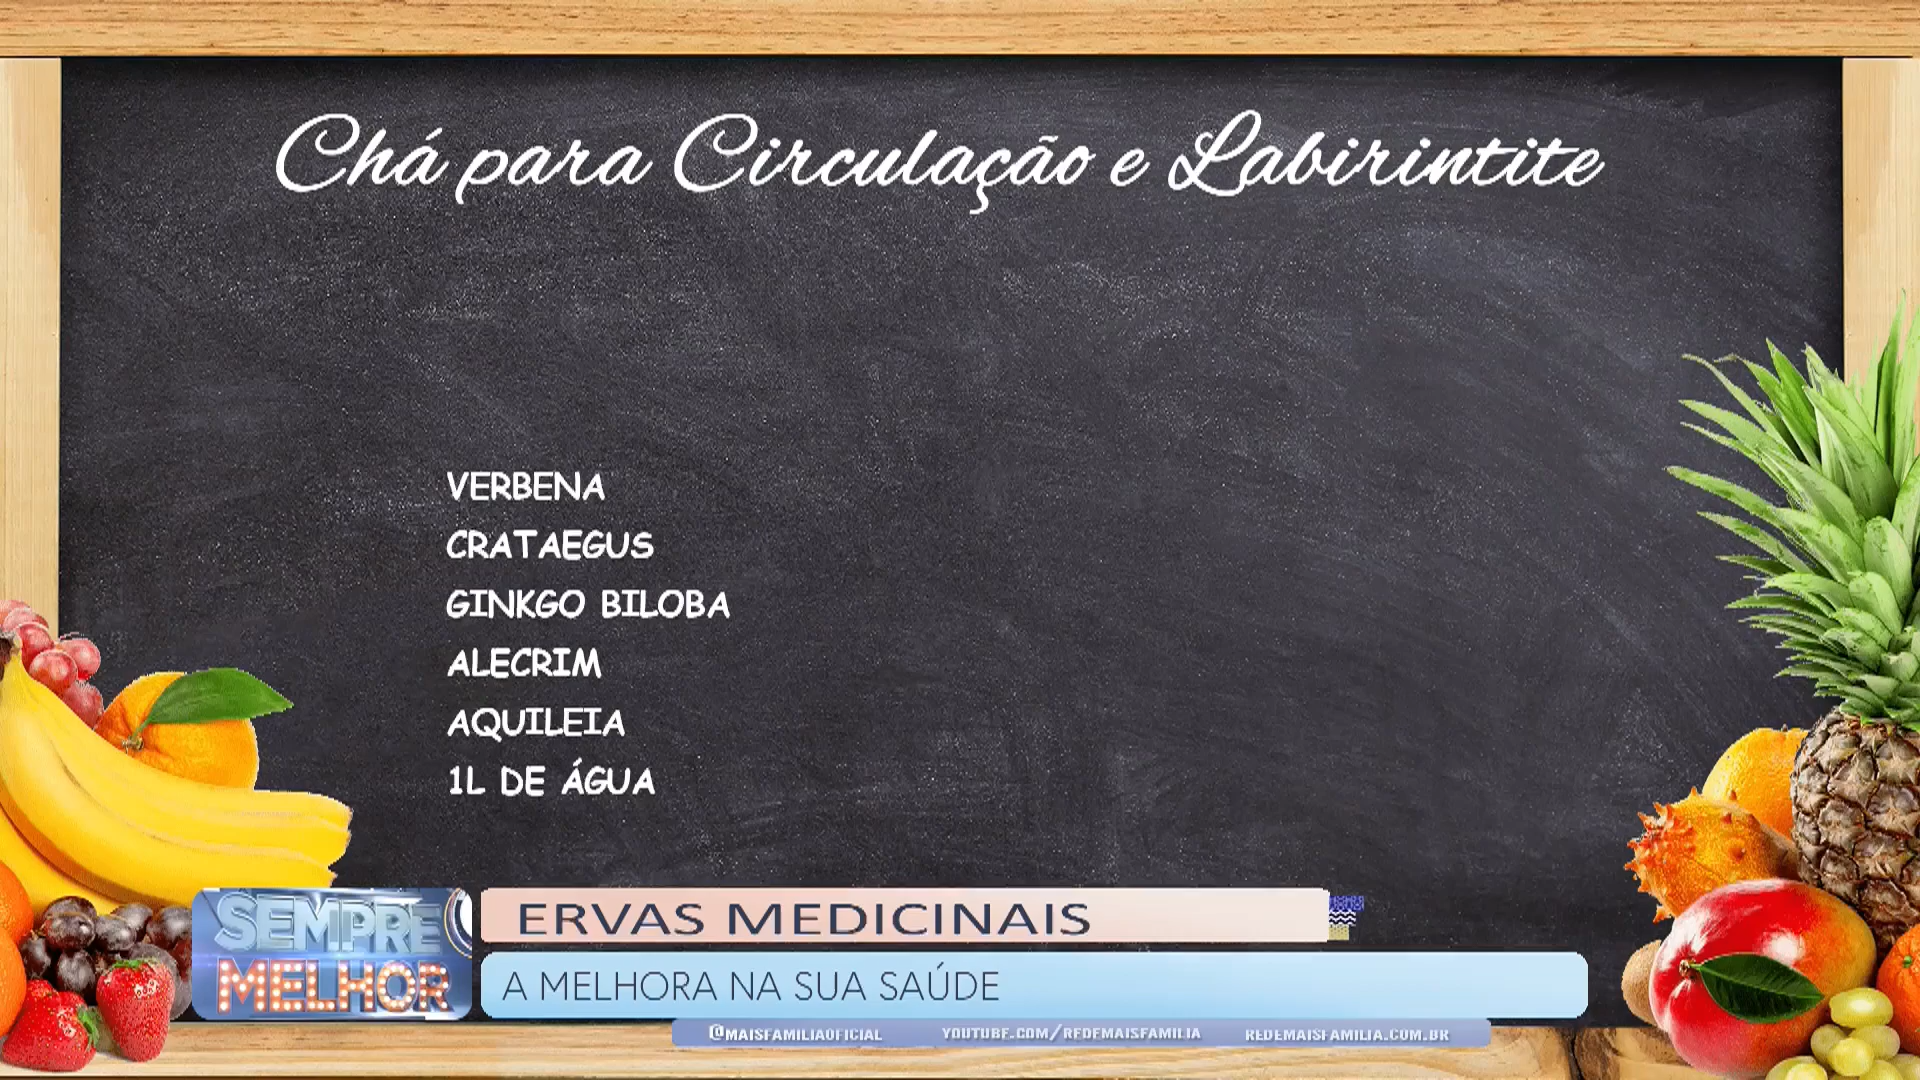 Chá para Circulação e Labirintite
VERBENA
CRATAEGUS
GINKGO BILOBA
ALECRIM
AQUILEIA
1L DE ÁGUA
SEMPRE
MELHOR
ERVAS MEDICINAIS
A MELHORA NA SUA SAÚDE
@MAISFAMILIAOFICIAL YOUTUBE.COM/REDEMAISFAMILIA REDEMAISFAMILIA.COM.BR